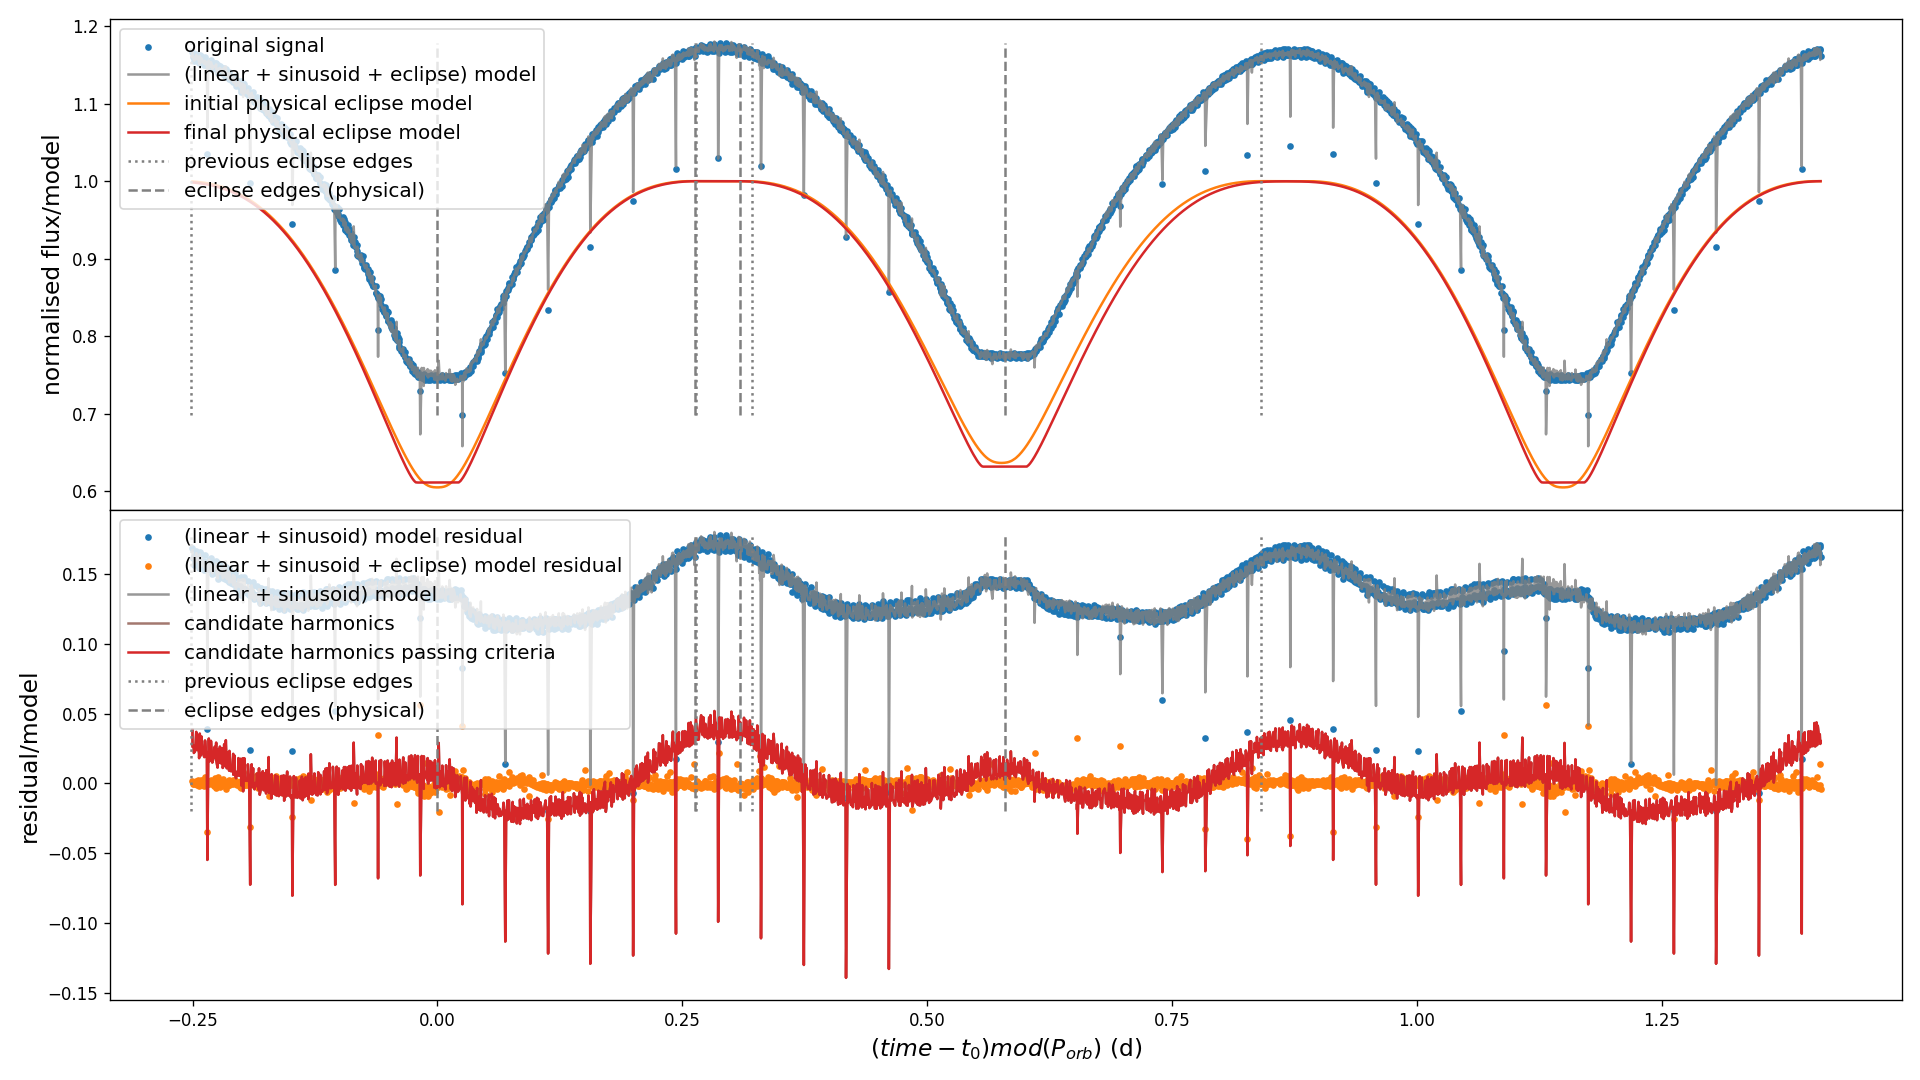 normalised flux/model
1.2
1.1
1.0
0.9
0.8
0.7
0.6
original signal
(linear + sinusoid + eclipse) model
initial physical eclipse model
final physical eclipse model
previous eclipse edges
eclipse edges (physical)
residual/model
0.15
0.10
0.05
0.00
−0.05
−0.10
−0.15
(linear + sinusoid) model residual
(linear + sinusoid + eclipse) model residual
(linear + sinusoid) model
candidate harmonics
candidate harmonics passing criteria
previous eclipse edges
eclipse edges (physical)
−0.25 0.00 0.25 0.50 0.75 1.00 1.25
(time − t₀)mod(Pₒᵣb) (d)